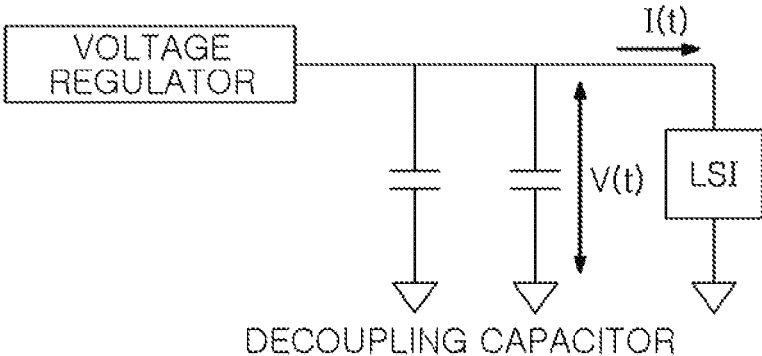 I(t)
VOLTAGE
REGULATOR
V(t)
LSI
DECOUPLING CAPACITOR